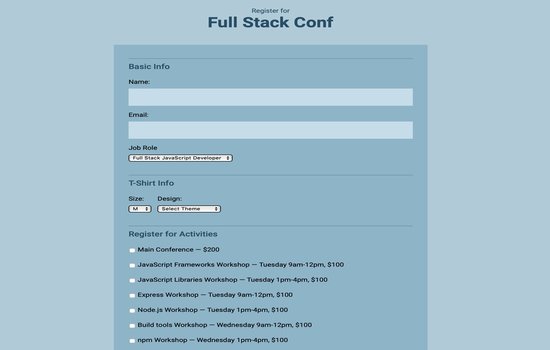 Register for
Full Stack Conf
Basic Info
Name:
Email:
Job Role
Full Stack JavaScript Developer
T-Shirt Info
Size: Design:
M Select Theme
Register for Activities
Main Conference — $200
JavaScript Frameworks Workshop — Tuesday 9am-12pm, $100
JavaScript Libraries Workshop — Tuesday 1pm-4pm, $100
Express Workshop — Tuesday 9am-12pm, $100
Node.js Workshop — Tuesday 1pm-4pm, $100
Build tools Workshop — Wednesday 9am-12pm, $100
npm Workshop — Wednesday 1pm-4pm, $100